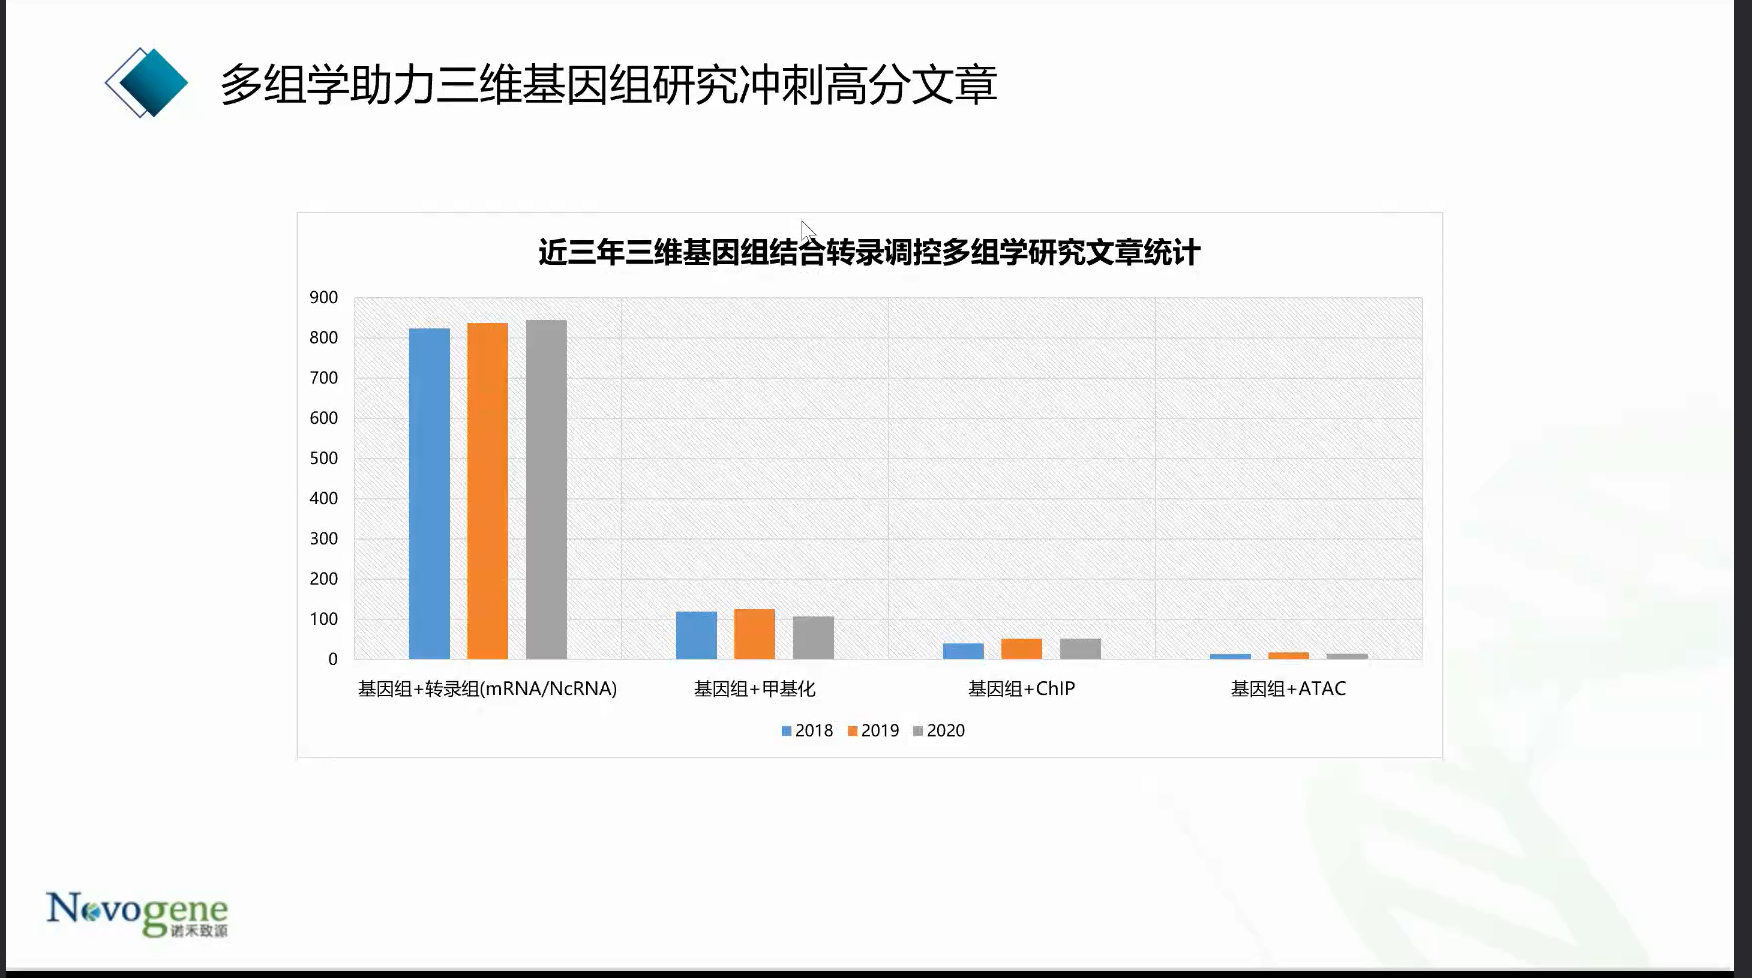 多组学助力三维基因组研究冲刺高分文章
近三年三维基因组结合转录调控多组学研究文章统计
900
800
700
600
500
400
300
200
100
0
基因组+转录组(mRNA/NcRNA) 基因组+甲基化 基因组+ChIP 基因组+ATAC
2018 2019 2020
Novogene
诺禾致源